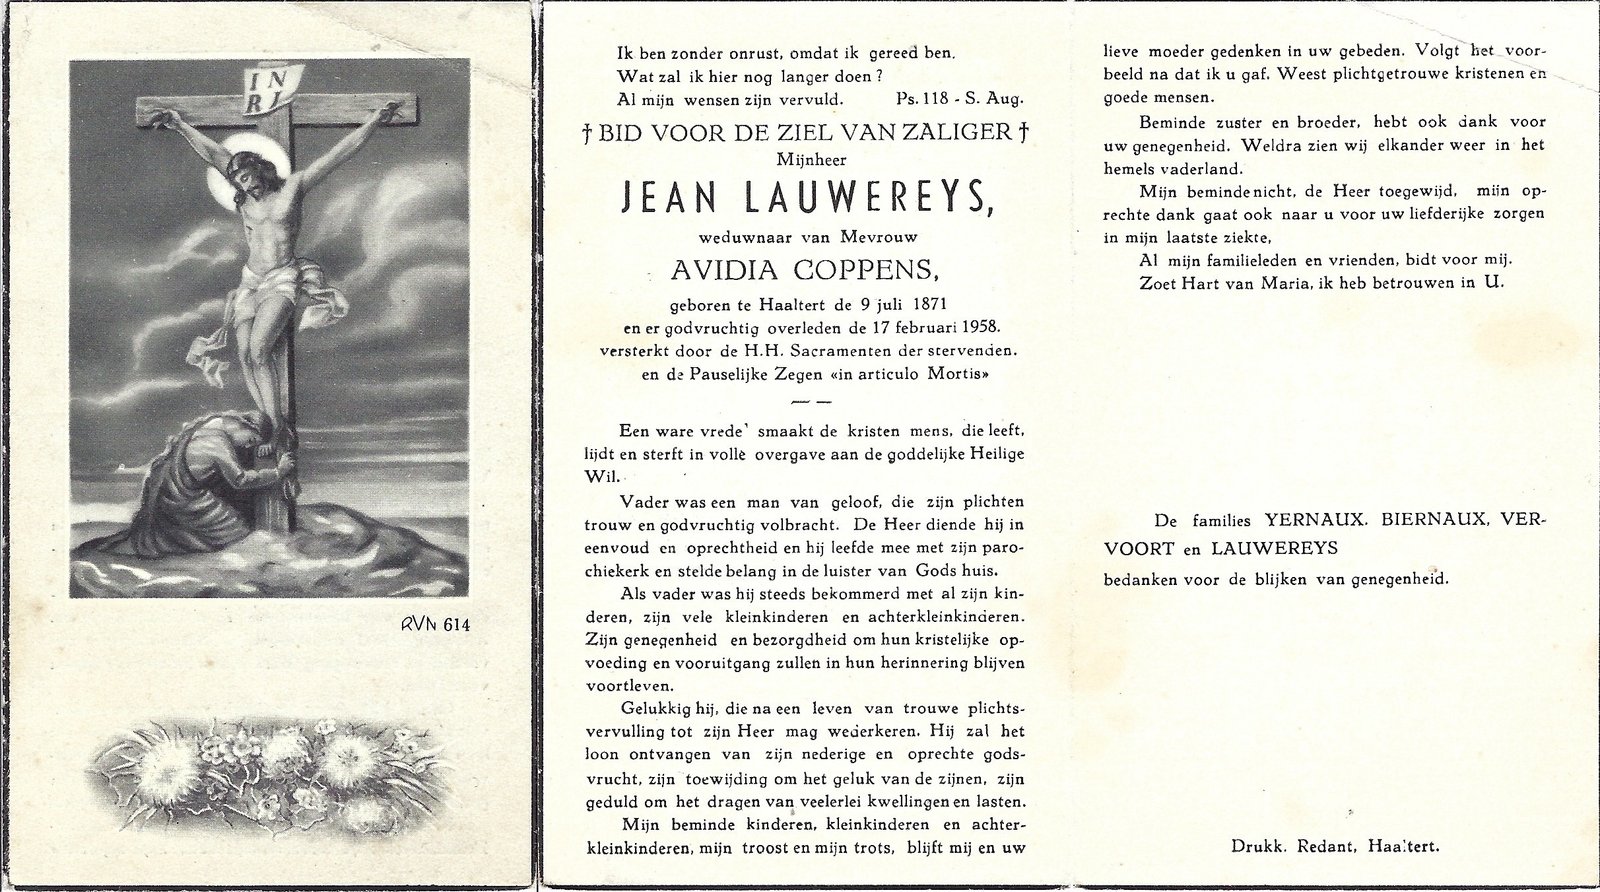 IN
RI
RVN 614
Ik ben zonder onrust, omdat ik gereed ben.
Wat zal ik hier nog langer doen ?
Al mijn wensen zijn vervuld. Ps. 118 - S. Aug.
† BID VOOR DE ZIEL VAN ZALIGER †
Mijnheer
JEAN LAUWEREYS,
weduwnaar van Mevrouw
AVIDIA COPPENS,
geboren te Haaltert de 9 juli 1871
en er godvruchtig overleden de 17 februari 1958.
versterkt door de H.H. Sacramenten der stervenden.
en de Pauselijke Zegen «in articulo Mortis»
Een ware vrede' smaakt de kristen mens, die leeft,
lijdt en sterft in volle overgave aan de goddelijke Heilige
Wil.
Vader was een man van geloof, die zijn plichten
trouw en godvruchtig volbracht. De Heer diende hij in
eenvoud en oprechtheid en hij leefde mee met zijn paro-
chiekerk en stelde belang in de luister van Gods huis.
Als vader was hij steeds bekommerd met al zijn kin-
deren, zijn vele kleinkinderen en achterkleinkinderen.
Zijn genegenheid en bezorgdheid om hun kristelijke op-
voeding en vooruitgang zullen in hun herinnering blijven
voortleven.
Gelukkig hij, die na een leven van trouwe plichts-
vervulling tot zijn Heer mag wederkeren. Hij zal het
loon ontvangen van zijn nederige en oprechte gods-
vrucht, zijn toewijding om het geluk van de zijnen, zijn
geduld om het dragen van veelerlei kwellingen en lasten.
Mijn beminde kinderen, kleinkinderen en achter-
kleinkinderen, mijn troost en mijn trots, blijft mij en uw
lieve moeder gedenken in uw gebeden. Volgt het voor-
beeld na dat ik u gaf. Weest plichtgetrouwe kristenen en
goede mensen.
Beminde zuster en broeder, hebt ook dank voor
uw genegenheid. Weldra zien wij elkander weer in het
hemels vaderland.
Mijn beminde nicht, de Heer toegewijd, mijn op-
rechte dank gaat ook naar u voor uw liefderijke zorgen
in mijn laatste ziekte,
Al mijn familieleden en vrienden, bidt voor mij.
Zoet Hart van Maria, ik heb betrouwen in U.
De families YERNAUX. BIERNAUX, VER-
VOORT en LAUWEREYS
bedanken voor de blijken van genegenheid.
Drukk. Redant, Haaltert.